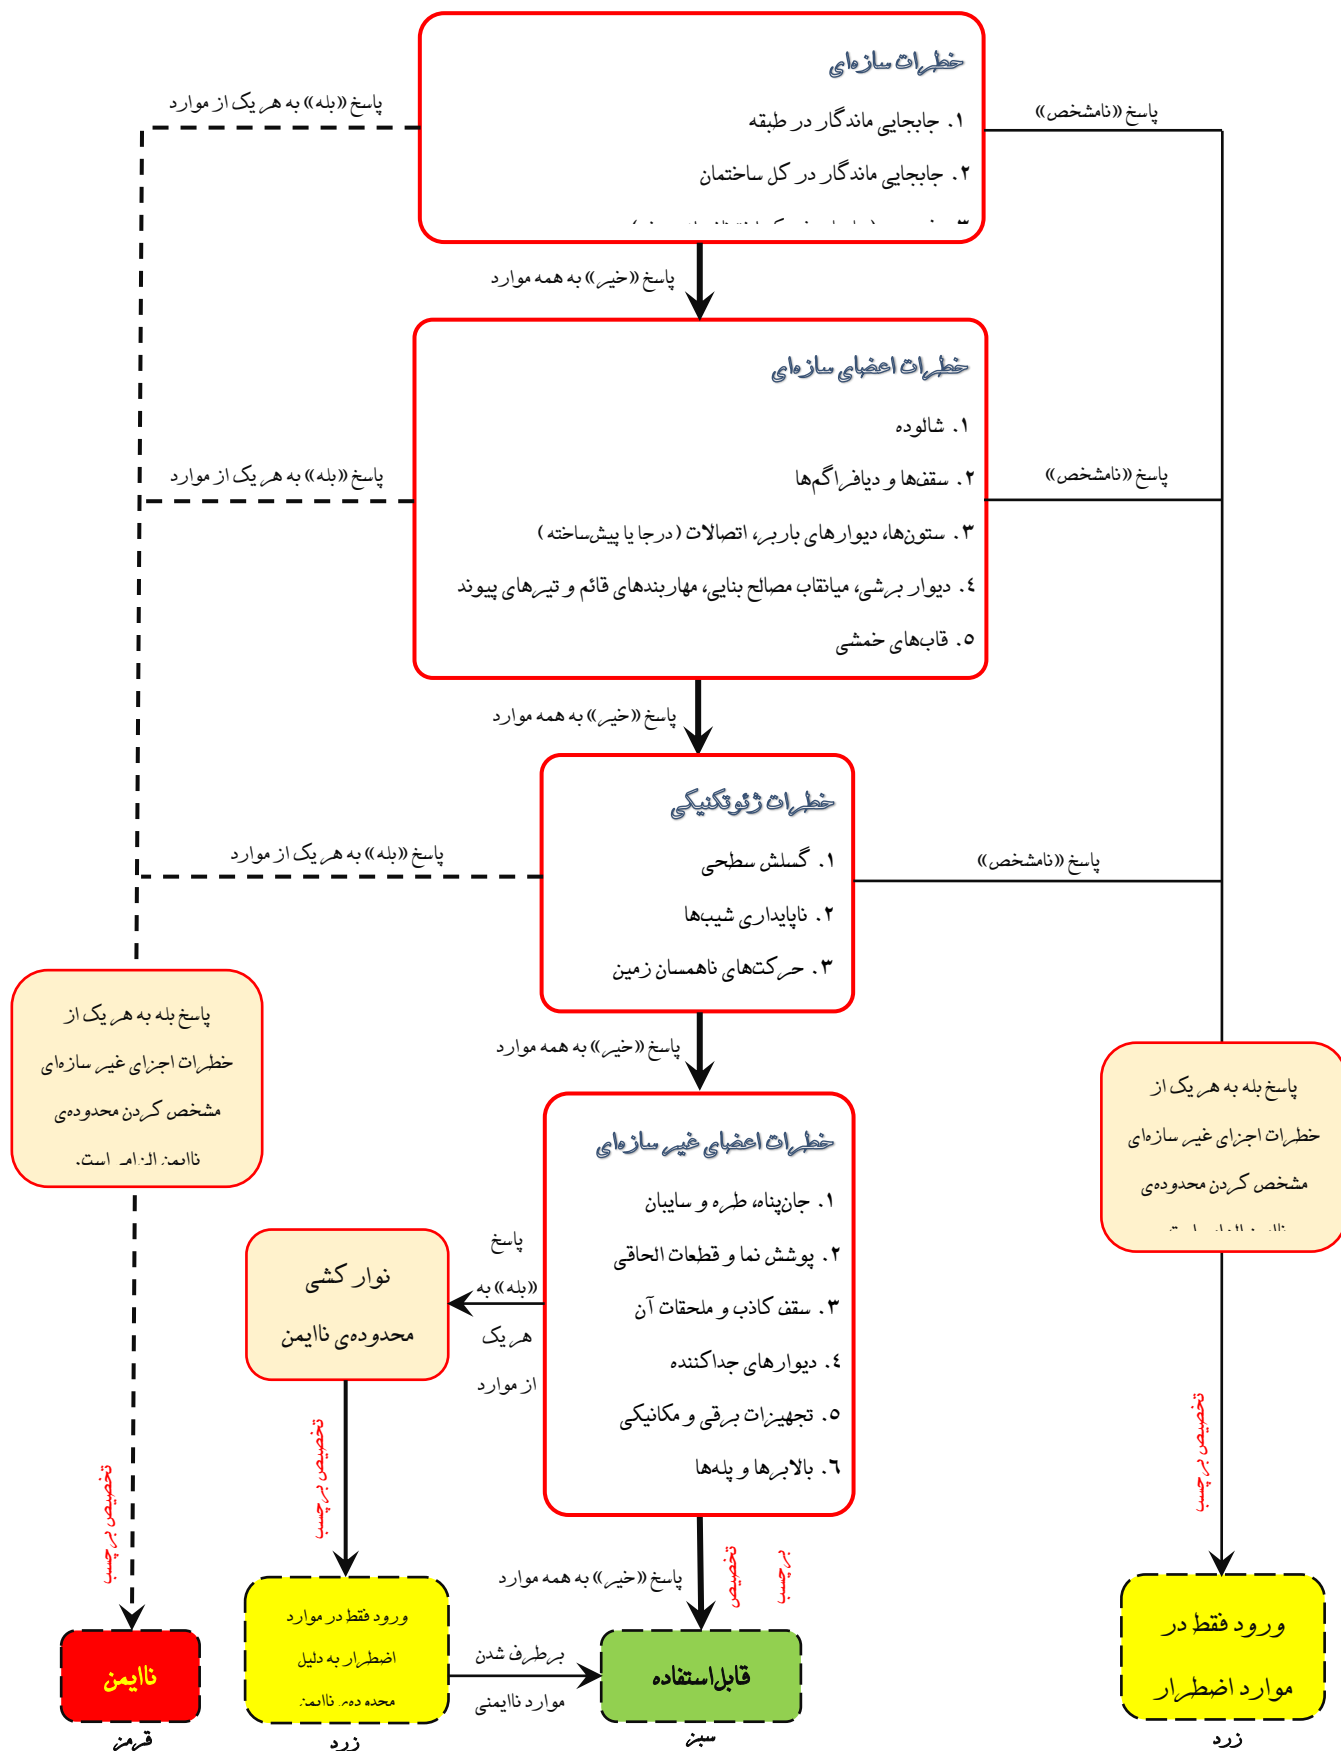 خطرات سازه‌ای
۱. جابجایی ماندگار در طبقه
۲. جابجایی ماندگار در کل ساختمان
پاسخ «بله» به هر یک از موارد
پاسخ «نامشخص»
پاسخ «خیر» به همه موارد
خطرات اعضای سازه‌ای
۱. شالوده
۲. سقف‌ها و دیافراگم‌ها
۳. ستون‌ها، دیوارهای باربر، اتصالات (درجا یا پیش‌ساخته)
۴. دیوار برشی، میانقاب مصالح بنایی، مهاربندهای قائم و تیرهای پیوند
۵. قاب‌های خمشی
پاسخ «بله» به هر یک از موارد
پاسخ «نامشخص»
پاسخ «خیر» به همه موارد
خطرات ژئوتکنیکی
۱. گسلش سطحی
۲. ناپایداری شیب‌ها
۳. حرکت‌های ناهمسان زمین
پاسخ «بله» به هر یک از موارد
پاسخ «نامشخص»
پاسخ «خیر» به همه موارد
پاسخ بله به هر یک از
خطرات اجزای غیر سازه‌ای
مشخص کردن محدوده‌ی
ناایمن الزامی است.
پاسخ بله به هر یک از
خطرات اجزای غیر سازه‌ای
مشخص کردن محدوده‌ی
خطرات اعضای غیر سازه‌ای
۱. جان‌پناه، طره و سایبان
۲. پوشش نما و قطعات الحاقی
۳. سقف کاذب و ملحقات آن
۴. دیوارهای جداکننده
۵. تجهیزات برقی و مکانیکی
۶. بالابرها و پله‌ها
پاسخ
«بله» به
هر یک
از موارد
نوار کشی
محدوده‌ی ناایمن
تخصیص برچسب
تخصیص برچسب
تخصیص برچسب
تخصیص
برچسب
پاسخ «خیر» به همه موارد
ورود فقط در
موارد اضطرار
زرد
قابل‌استفاده
سبز
برطرف شدن
موارد ناایمنی
ورود فقط در موارد
اضطرار به دلیل
محدوده‌ی ناایمن
زرد
ناایمن
قرمز